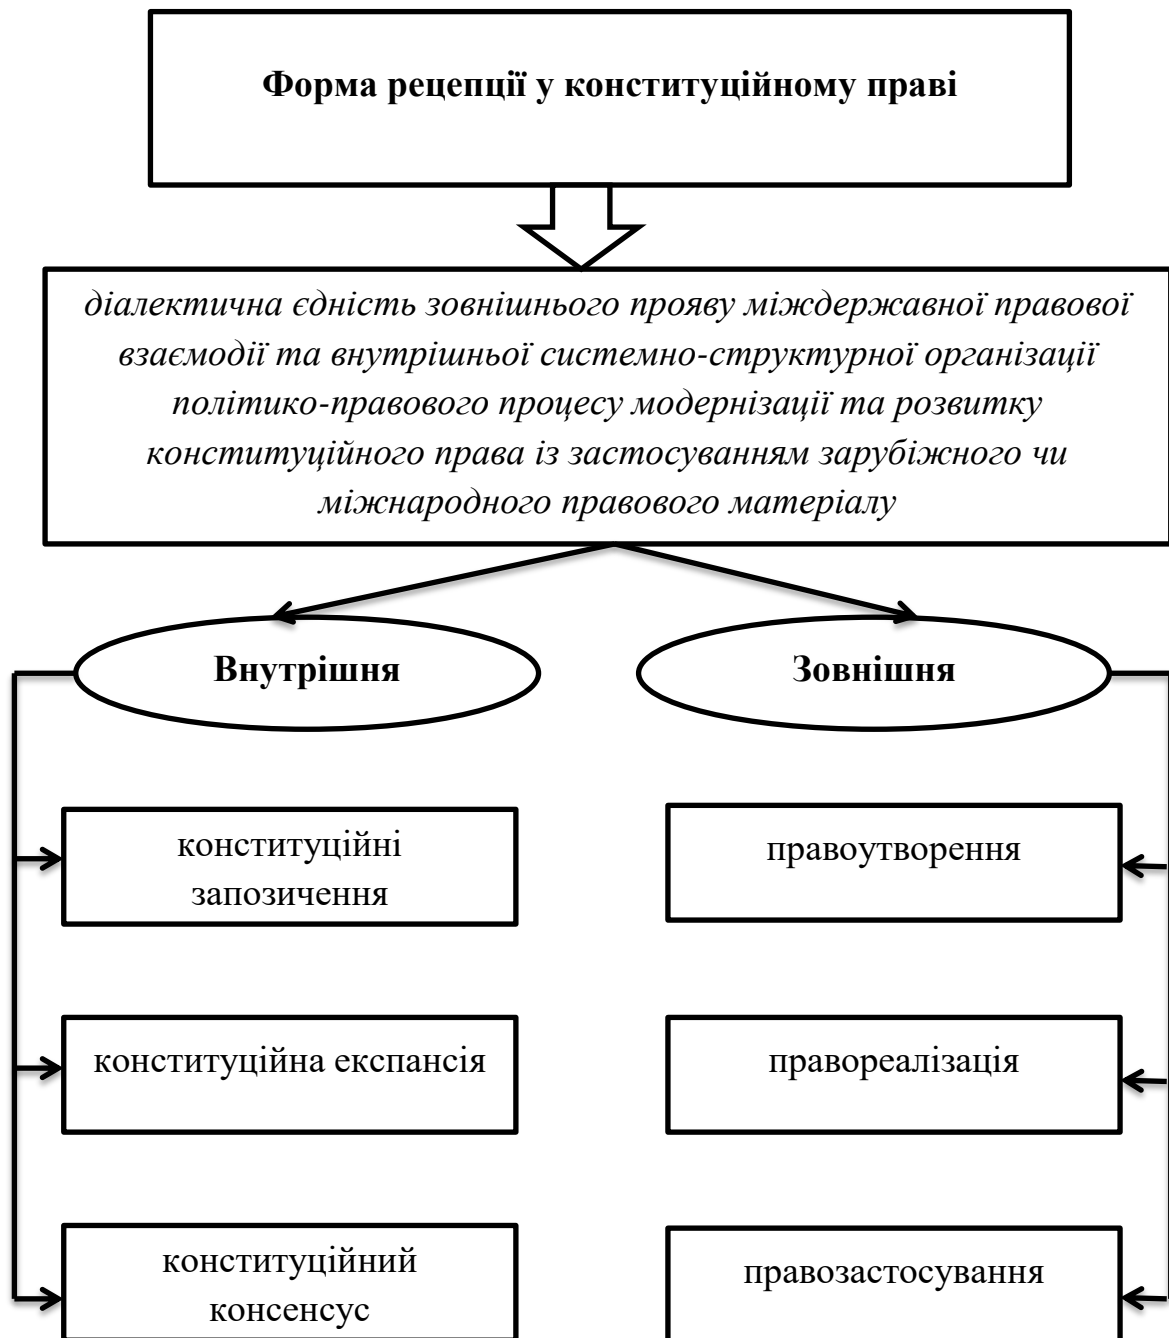 Форма рецепції у конституційному праві
діалектична єдність зовнішнього прояву міждержавної правової
взаємодії та внутрішньої системно-структурної організації
політико-правового процесу модернізації та розвитку
конституційного права із застосуванням зарубіжного чи
міжнародного правового матеріалу
Внутрішня
Зовнішня
конституційні
запозичення
правоутворення
конституційна експансія
правореалізація
конституційний
консенсус
правозастосування